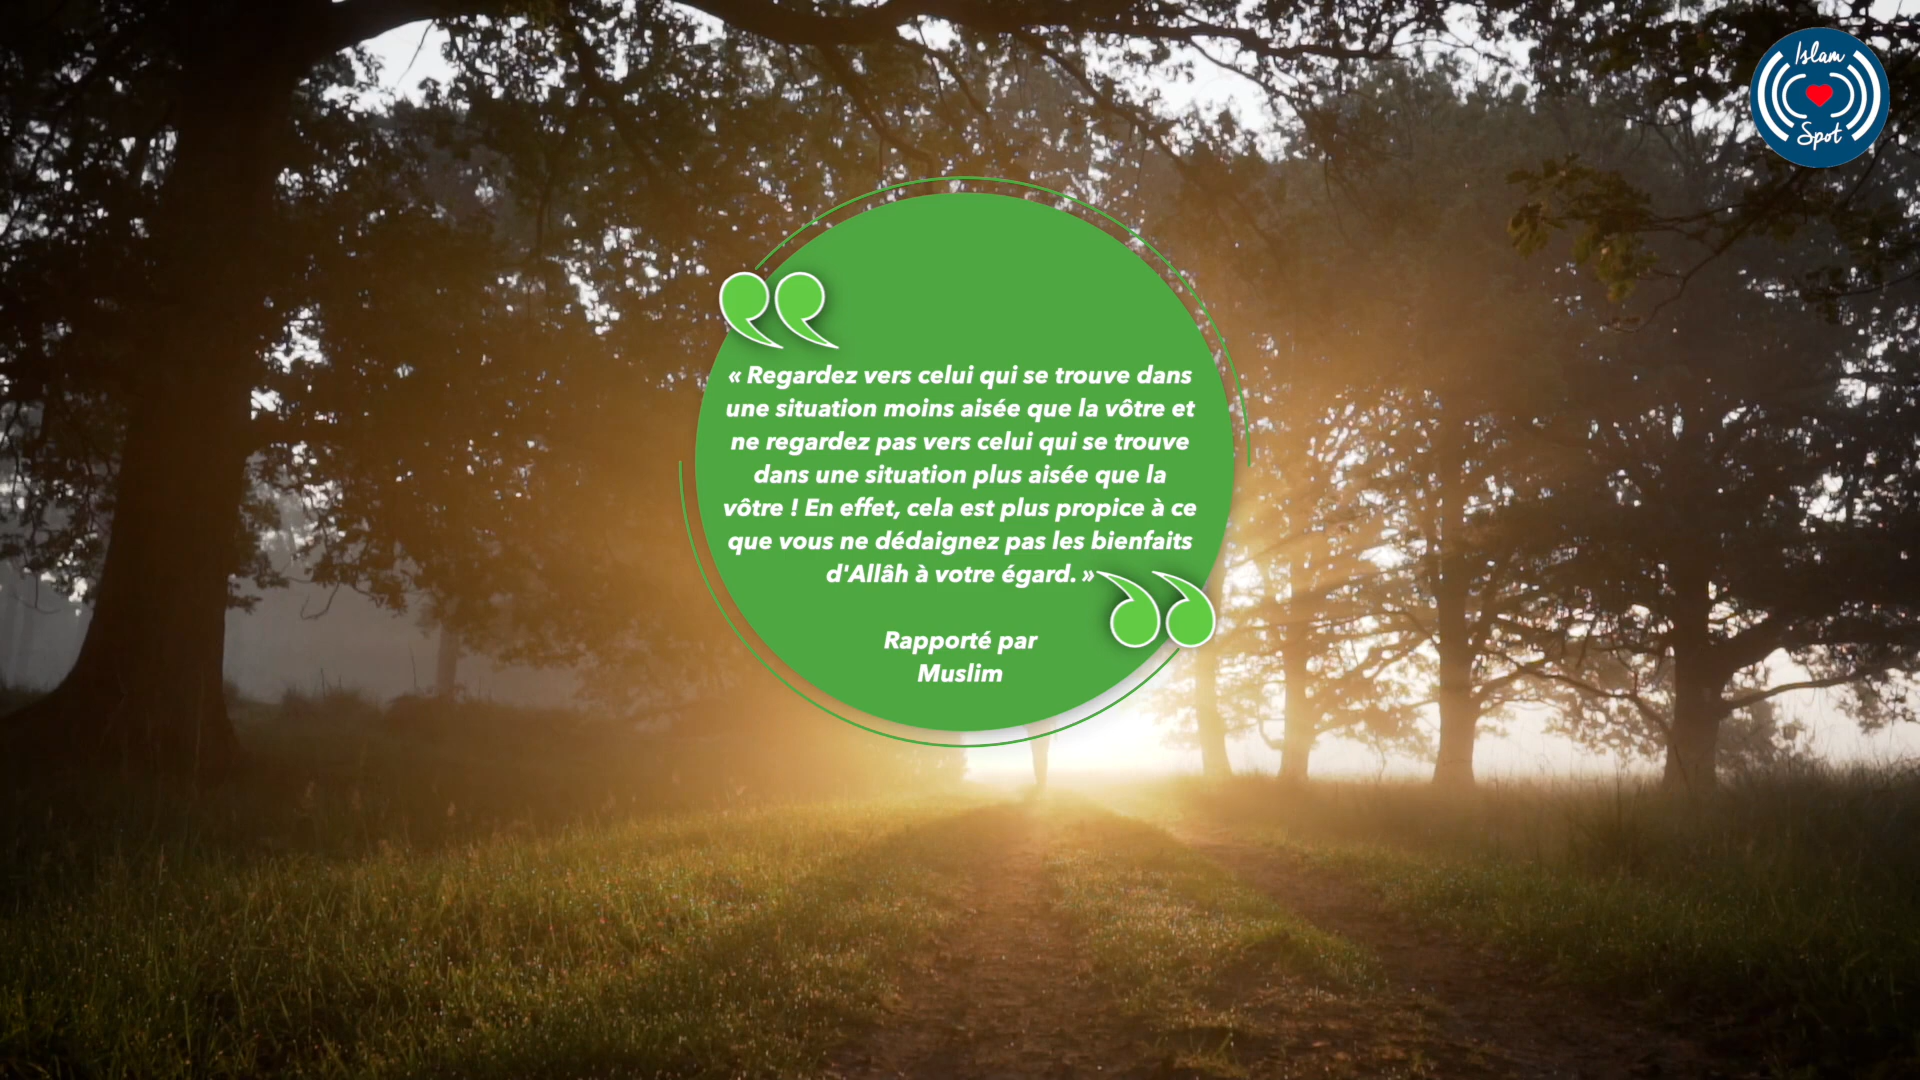 Islam
Spot
« Regardez vers celui qui se trouve dans
une situation moins aisée que la vôtre et
ne regardez pas vers celui qui se trouve
dans une situation plus aisée que la
vôtre ! En effet, cela est plus propice à ce
que vous ne dédaignez pas les bienfaits
d'Allâh à votre égard. »
Rapporté par
Muslim